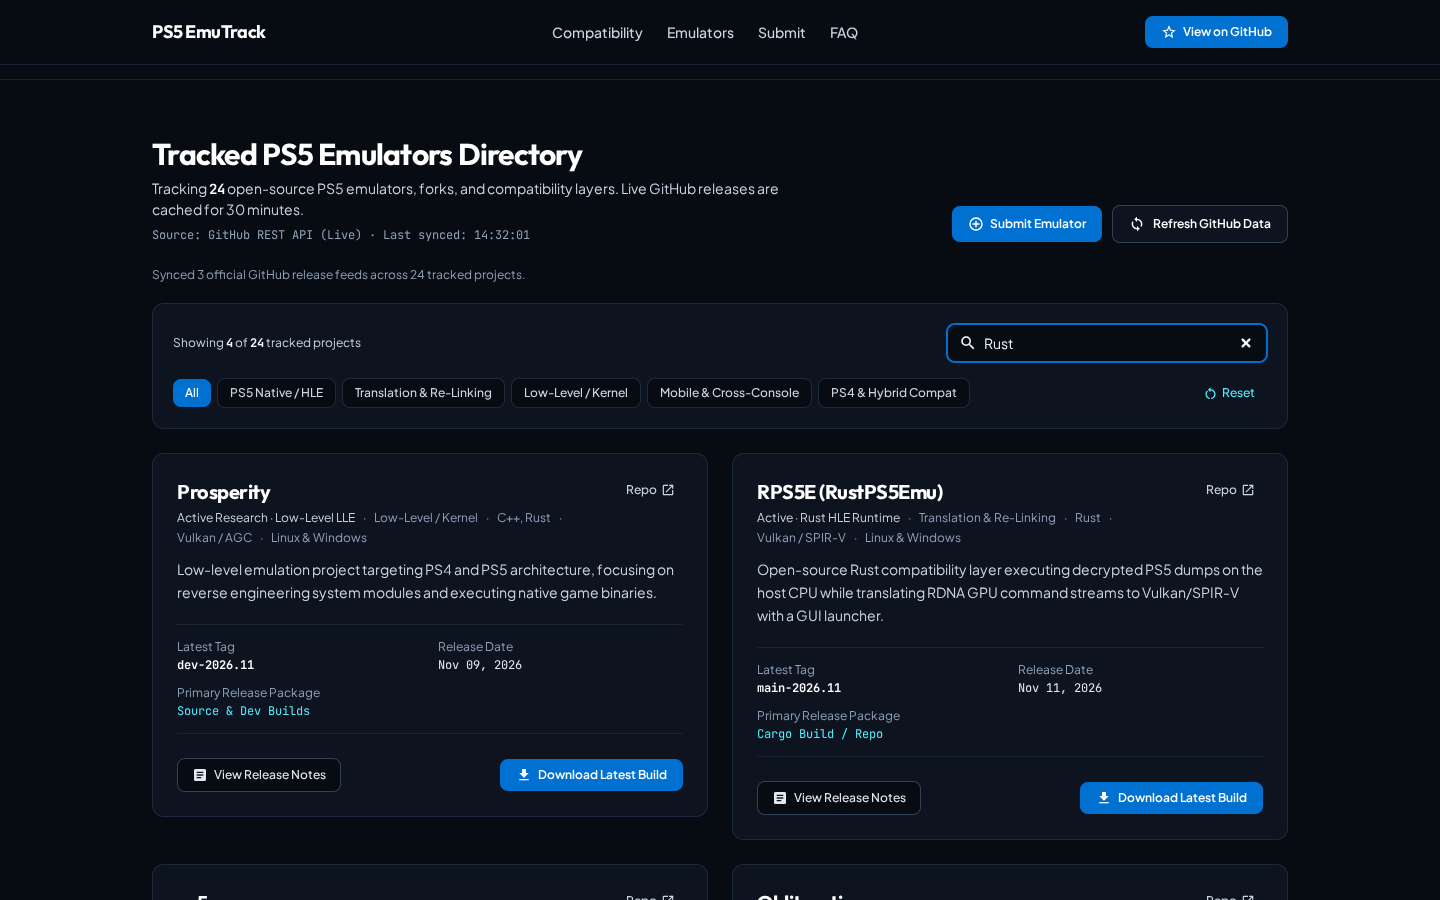 PS5 EmuTrack
Compatibility
Emulators
Submit
FAQ
View on GitHub
Tracked PS5 Emulators Directory
Tracking 24 open-source PS5 emulators, forks, and compatibility layers. Live GitHub releases are
cached for 30 minutes.
Source: GitHub REST API (Live) · Last synced: 14:32:01
Submit Emulator
Refresh GitHub Data
Synced 3 official GitHub release feeds across 24 tracked projects.
Showing 4 of 24 tracked projects
Rust
All
PS5 Native / HLE
Translation & Re-Linking
Low-Level / Kernel
Mobile & Cross-Console
PS4 & Hybrid Compat
Reset
Prosperity
Repo
Active Research · Low-Level LLE · Low-Level / Kernel · C++, Rust ·
Vulkan / AGC · Linux & Windows
Low-level emulation project targeting PS4 and PS5 architecture, focusing on
reverse engineering system modules and executing native game binaries.
Latest Tag
dev-2026.11
Release Date
Nov 09, 2026
Primary Release Package
Source & Dev Builds
View Release Notes
Download Latest Build
RPS5E (RustPS5Emu)
Repo
Active · Rust HLE Runtime · Translation & Re-Linking · Rust ·
Vulkan / SPIR-V · Linux & Windows
Open-source Rust compatibility layer executing decrypted PS5 dumps on the
host CPU while translating RDNA GPU command streams to Vulkan/SPIR-V
with a GUI launcher.
Latest Tag
main-2026.11
Release Date
Nov 11, 2026
Primary Release Package
Cargo Build / Repo
View Release Notes
Download Latest Build
Repo
Repo